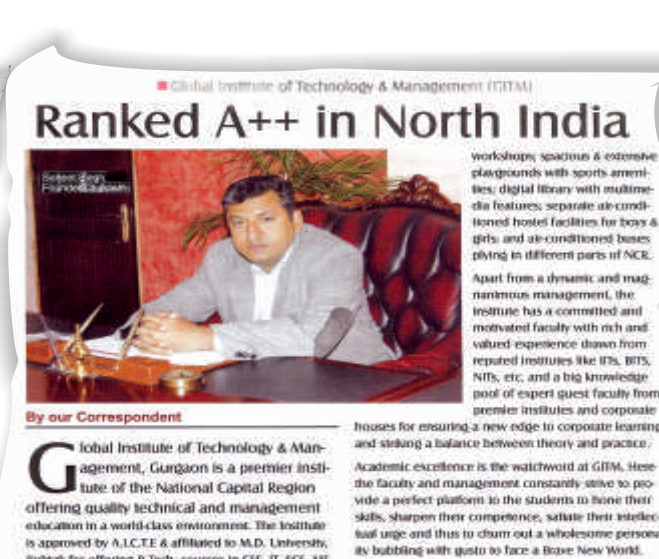 Global Institute of Technology & Management (GITM)
Ranked A++ in North India
By our Correspondent
Global Institute of Technology & Man-
agement, Gurgaon is a premier insti-
tute of the National Capital Region
offering quality technical and management
education in a world-class environment. The Institute
is approved by A.I.C.T.E & affiliated to M.D. University,
workshops; spacious & extensive
playgrounds with sports ameni-
ties; digital library with multime-
dia features; separate air-condi-
tioned hostel facilities for boys &
girls; and air-conditioned buses
plying in different parts of NCR.
Apart from a dynamic and mag-
nanimous management, the
institute has a committed and
motivated faculty with rich and
valued experience drawn from
reputed institutes like IITs, BITS,
NITs, etc, and a big knowledge
pool of expert guest faculty from
premier institutes and corporate
houses for ensuring a new edge to corporate learning
and striking a balance between theory and practice.
Academic excellence is the watchword at GITM. Here
the faculty and management constantly strive to pro-
vide a perfect platform to the students to hone their
skills, sharpen their competence, satiate their intellec-
tual urge and thus to churn out a wholesome persona
ity bubbling with gusto to face a Brave New World.